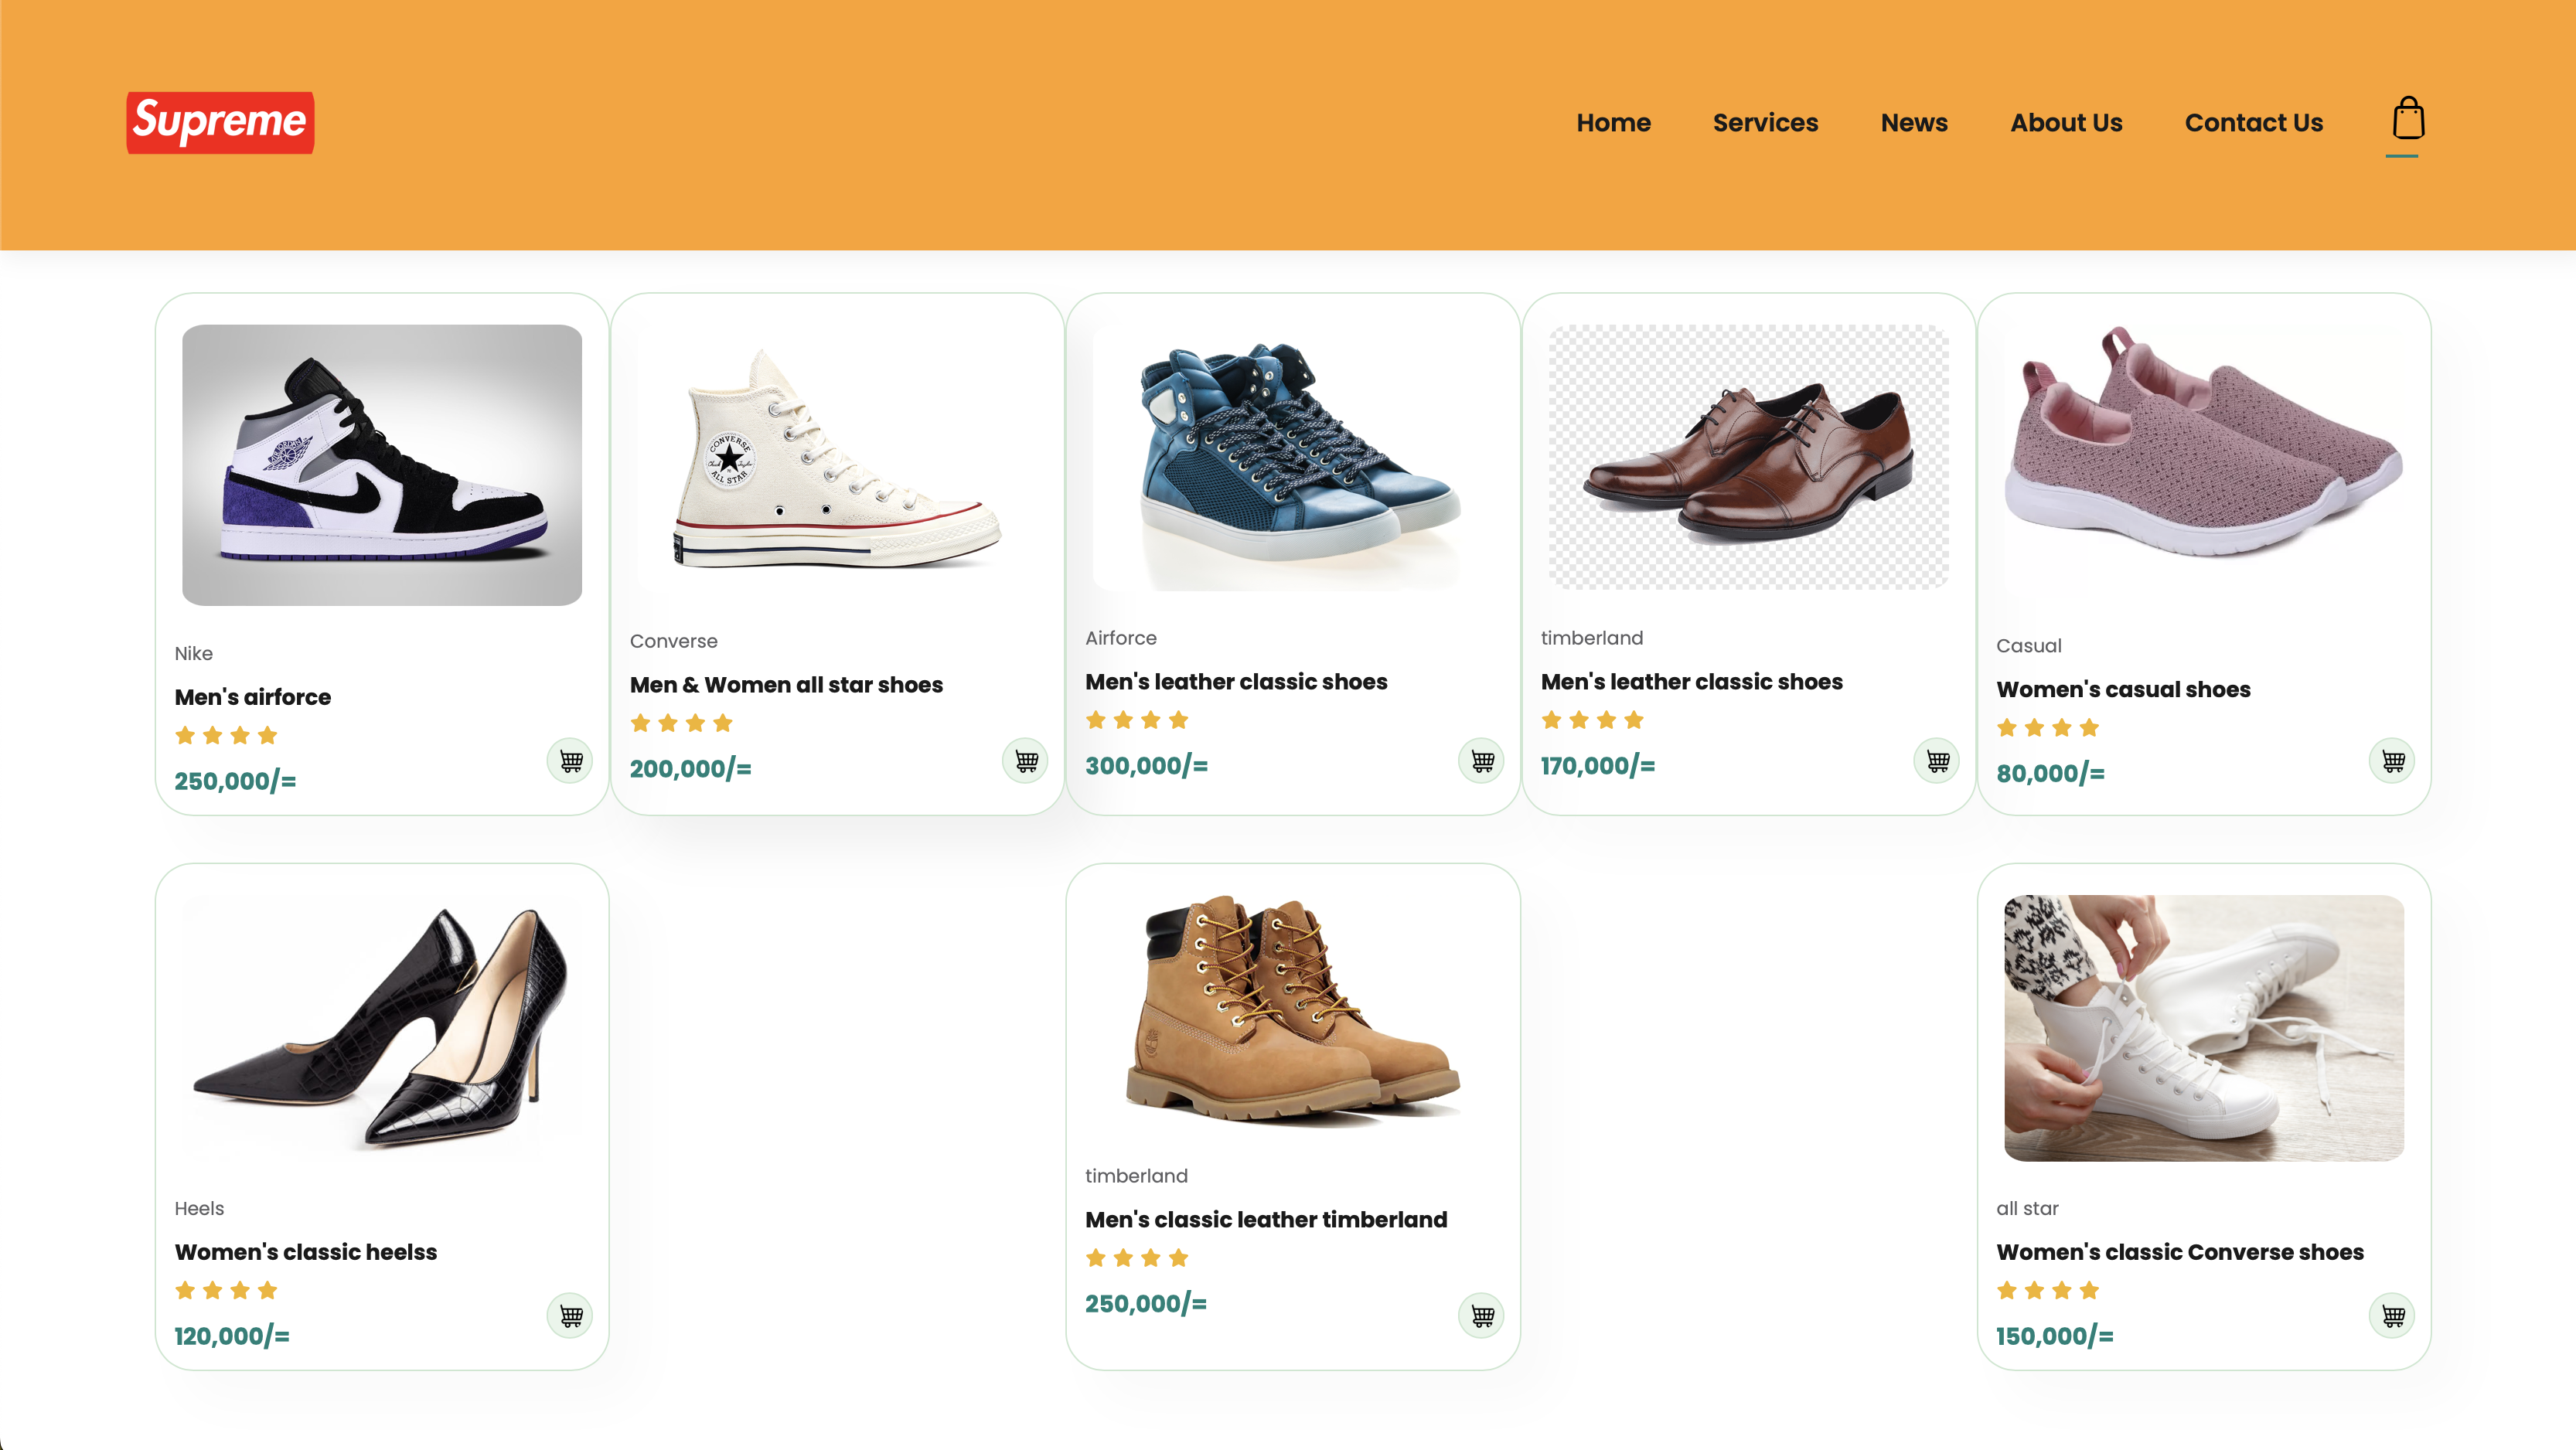 Supreme
Home Services News About Us Contact Us
CONVERSE
ALL STAR
Nike
Men's airforce
250,000/=
Converse
Men & Women all star shoes
200,000/=
Airforce
Men's leather classic shoes
300,000/=
timberland
Men's leather classic shoes
170,000/=
Casual
Women's casual shoes
80,000/=
Heels
Women's classic heelss
120,000/=
timberland
Men's classic leather timberland
250,000/=
all star
Women's classic Converse shoes
150,000/=